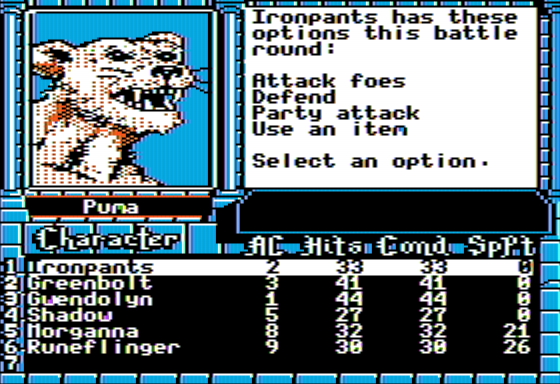 Ironpants has these
options this battle
round:
Attack foes
Defend
Party attack
Use an item
Select an option.
Puma
Character AC Hits Cond SpPt
1 Ironpants 2 33 33 0
2 Greenbolt 3 41 41 0
3 Gwendolyn 1 44 44 0
4 Shadow 5 27 27 0
5 Morganna 8 32 32 21
6 Runeflinger 9 30 30 26
7